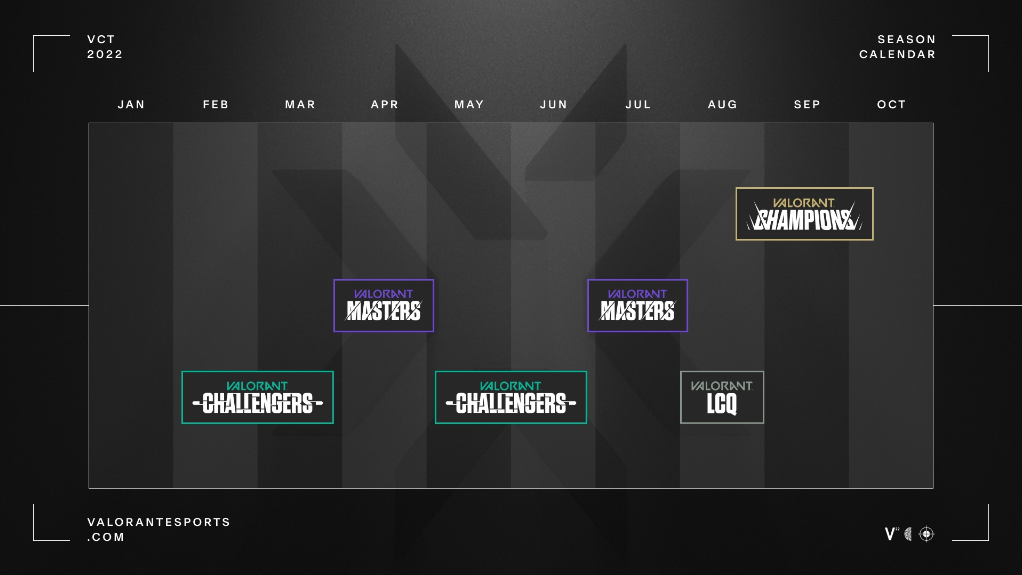 VCT
2022
SEASON
CALENDAR
JAN FEB MAR APR MAY JUN JUL AUG SEP OCT
VALORANT
CHAMPIONS
VALORANT
MASTERS
VALORANT
MASTERS
VALORANT
CHALLENGERS
VALORANT
CHALLENGERS
VALORANT
LCQ
VALORANTESPORTS
.COM
V